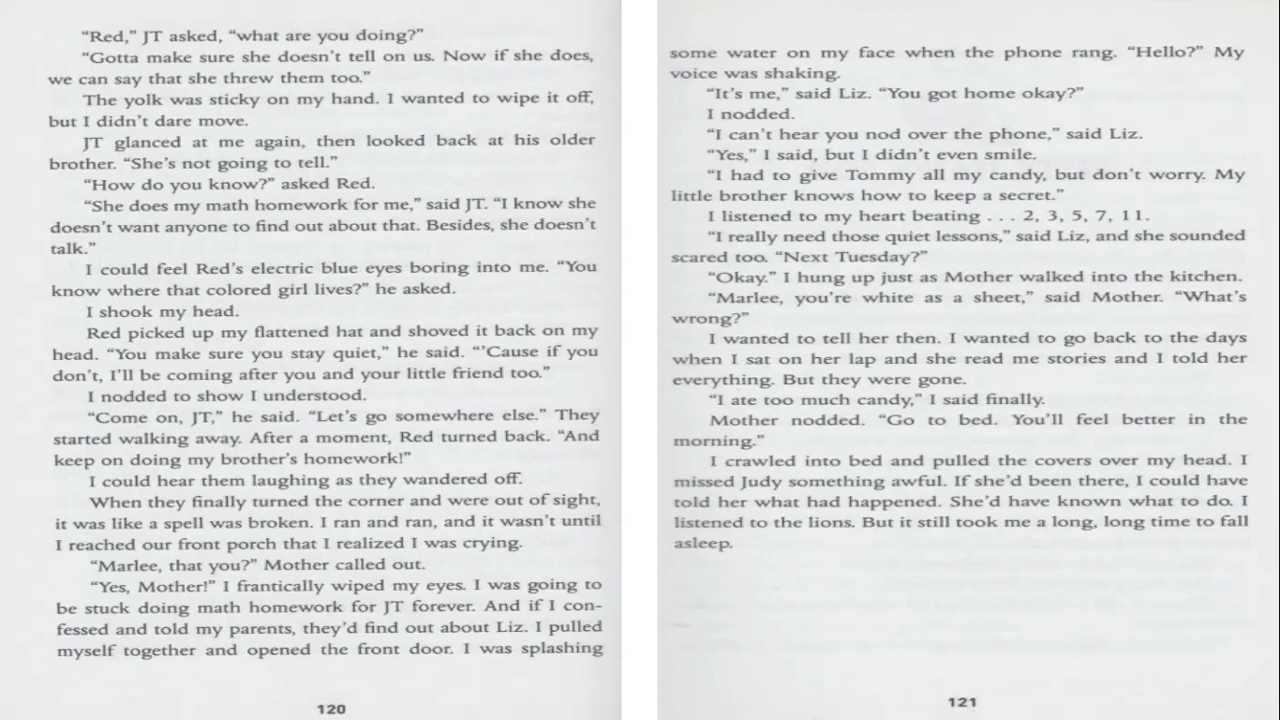 “Red,” JT asked, “what are you doing?”
“Gotta make sure she doesn’t tell on us. Now if she does,
we can say that she threw them too.”
The yolk was sticky on my hand. I wanted to wipe it off,
but I didn’t dare move.
JT glanced at me again, then looked back at his older
brother. “She’s not going to tell.”
“How do you know?” asked Red.
“She does my math homework for me,” said JT. “I know she
doesn’t want anyone to find out about that. Besides, she doesn’t
talk.”
I could feel Red’s electric blue eyes boring into me. “You
know where that colored girl lives?” he asked.
I shook my head.
Red picked up my flattened hat and shoved it back on my
head. “You make sure you stay quiet,” he said. “’Cause if you
don’t, I’ll be coming after you and your little friend too.”
I nodded to show I understood.
“Come on, JT,” he said. “Let’s go somewhere else.” They
started walking away. After a moment, Red turned back. “And
keep on doing my brother’s homework!”
I could hear them laughing as they wandered off.
When they finally turned the corner and were out of sight,
it was like a spell was broken. I ran and ran, and it wasn’t until
I reached our front porch that I realized I was crying.
“Marlee, that you?” Mother called out.
“Yes, Mother!” I frantically wiped my eyes. I was going to
be stuck doing math homework for JT forever. And if I con-
fessed and told my parents, they’d find out about Liz. I pulled
myself together and opened the front door. I was splashing
120
some water on my face when the phone rang. “Hello?” My
voice was shaking.
“It’s me,” said Liz. “You got home okay?”
I nodded.
“I can’t hear you nod over the phone,” said Liz.
“Yes,” I said, but I didn’t even smile.
“I had to give Tommy all my candy, but don’t worry. My
little brother knows how to keep a secret.”
I listened to my heart beating . . . 2, 3, 5, 7, 11.
“I really need those quiet lessons,” said Liz, and she sounded
scared too. “Next Tuesday?”
“Okay.” I hung up just as Mother walked into the kitchen.
“Marlee, you’re white as a sheet,” said Mother. “What’s
wrong?”
I wanted to tell her then. I wanted to go back to the days
when I sat on her lap and she read me stories and I told her
everything. But they were gone.
“I ate too much candy,” I said finally.
Mother nodded. “Go to bed. You’ll feel better in the
morning.”
I crawled into bed and pulled the covers over my head. I
missed Judy something awful. If she’d been there, I could have
told her what had happened. She’d have known what to do. I
listened to the lions. But it still took me a long, long time to fall
asleep.
121